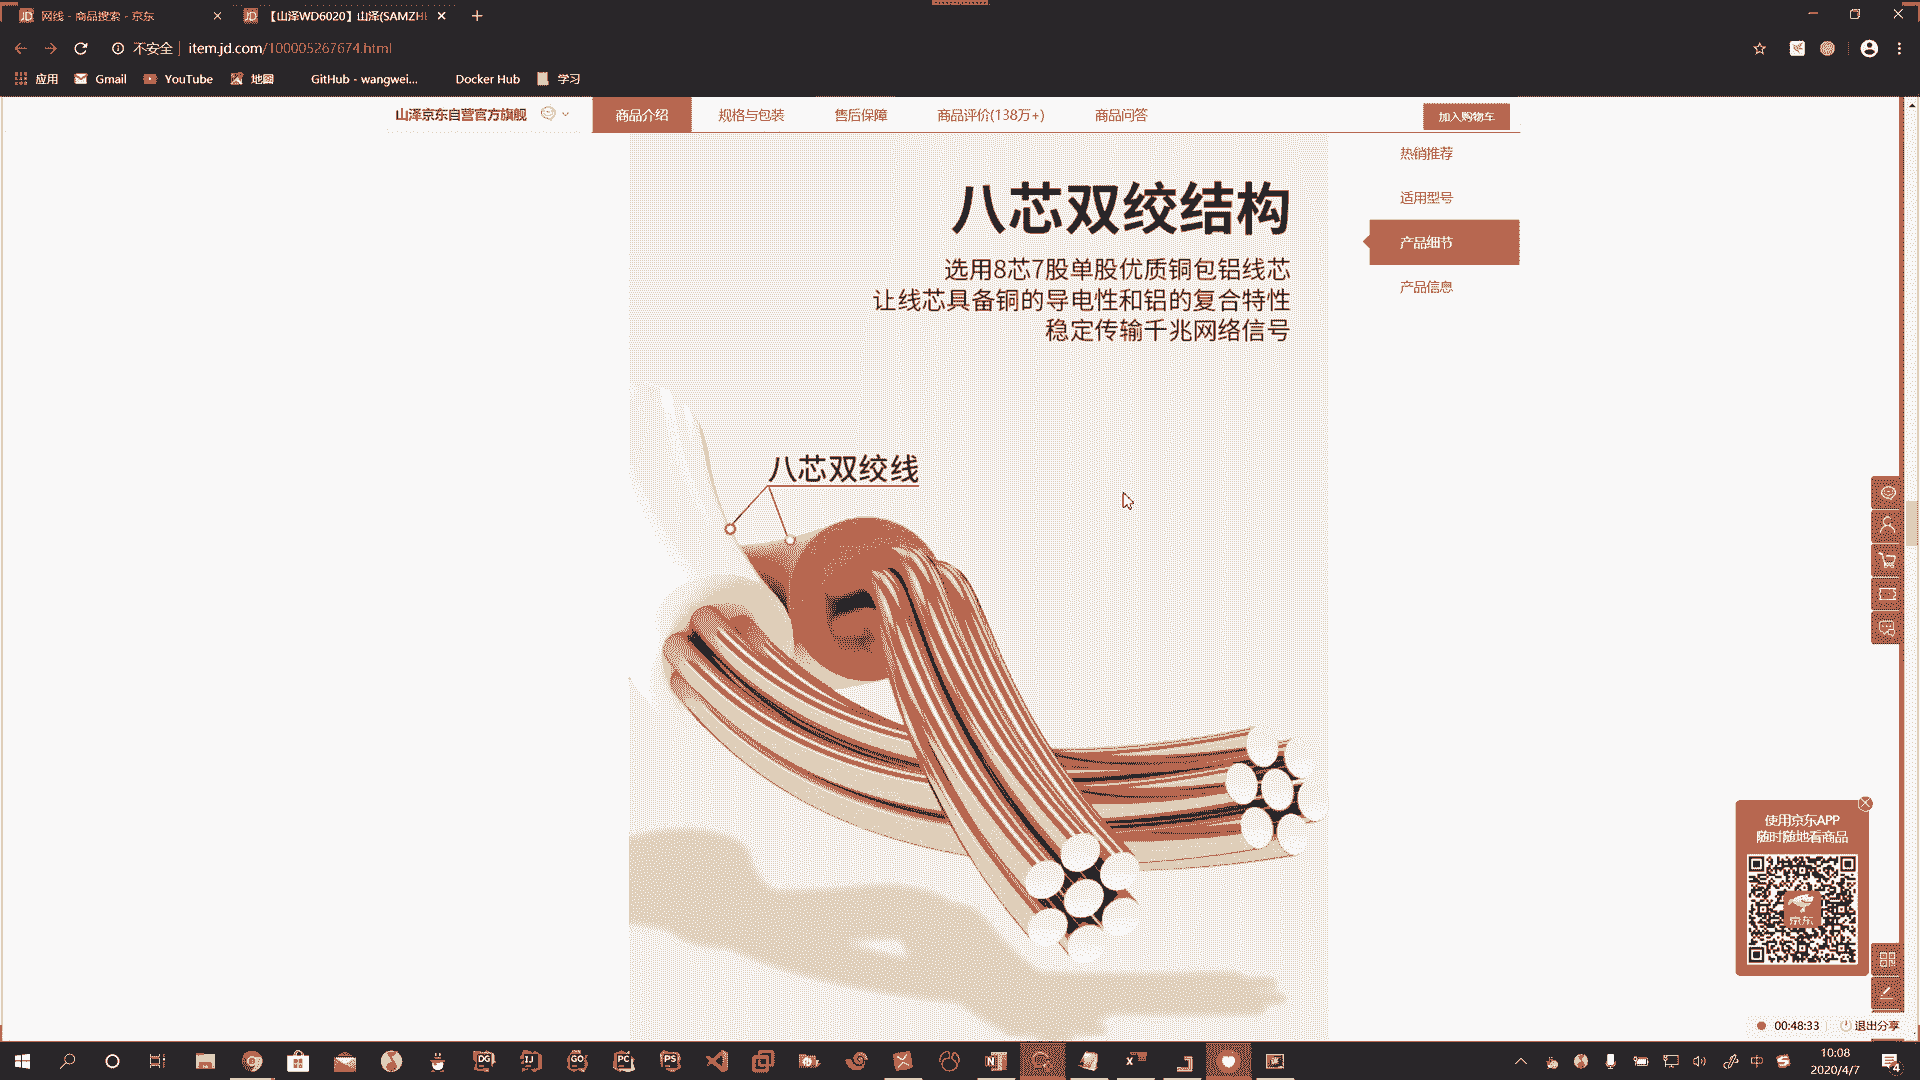 网线 - 商品搜索 - 京东
【山泽WD6020】山泽(SAMZHE
不安全 item.jd.com/100005267674.html
应用 Gmail YouTube 地图 GitHub - wangwei... Docker Hub 学习
山泽京东自营官方旗舰 商品介绍 规格与包装 售后保障 商品评价(138万+) 商品问答 加入购物车
热销推荐
适用型号
产品细节
产品信息
八芯双绞结构
选用8芯7股单股优质铜包铝线芯
让线芯具备铜的导电性和铝的复合特性
稳定传输千兆网络信号
八芯双绞线
使用京东APP
随时随地看商品
京东
00:48:33 退出分享
中 10:08
2020/4/7
4